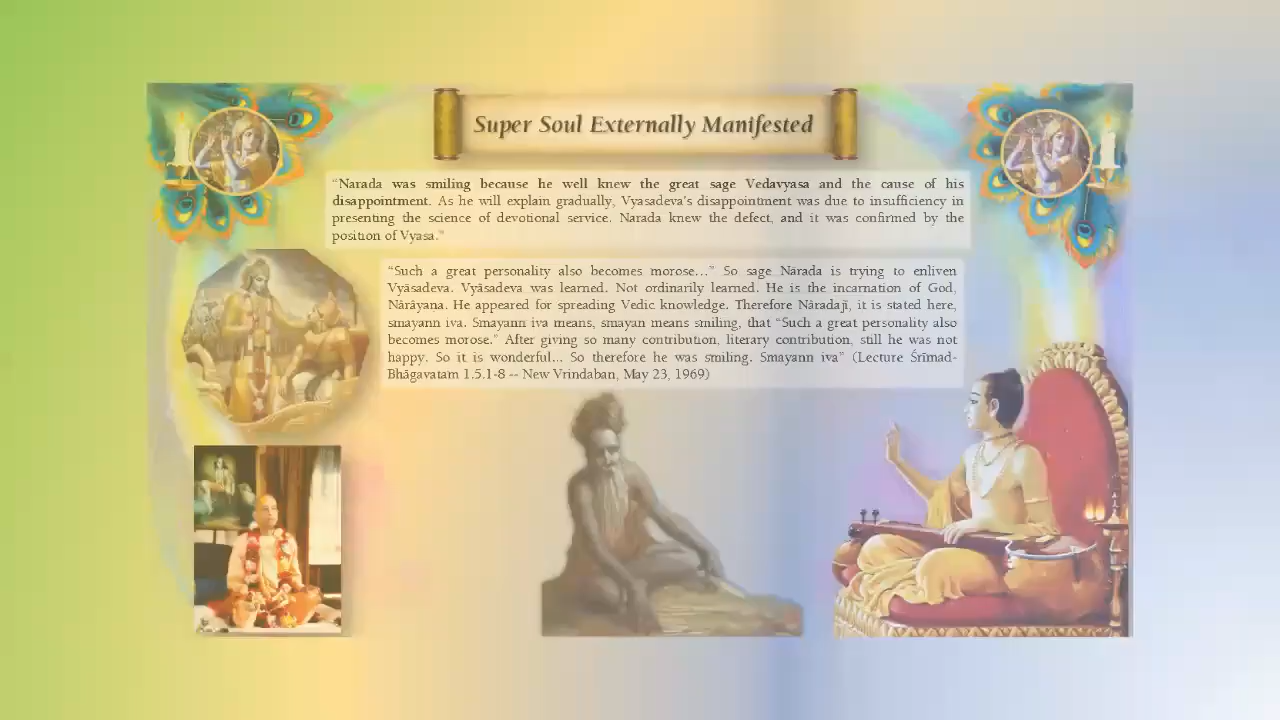 Super Soul Externally Manifested
“Narada was smiling because he well knew the great sage Vedavyasa and the cause of his
disappointment. As he will explain gradually, Vyasadeva's disappointment was due to insufficiency in
presenting the science of devotional service. Narada knew the defect, and it was confirmed by the
position of Vyasa.”
“Such a great personality also becomes morose...” So sage Nārada is trying to enliven
Vyāsadeva. Vyāsadeva was learned. Not ordinarily learned. He is the incarnation of God,
Nārāyana. He appeared for spreading Vedic knowledge. Therefore Nāradajī, it is stated here,
smayann iva. Smayann iva means, smayan means smiling, that “Such a great personality also
becomes morose.” After giving so many contribution, literary contribution, still he was not
happy. So it is wonderful... So therefore he was smiling. Smayann iva” (Lecture Śrīmad-
Bhāgavatam 1.5.1-8 -- New Vrindaban, May 23, 1969)